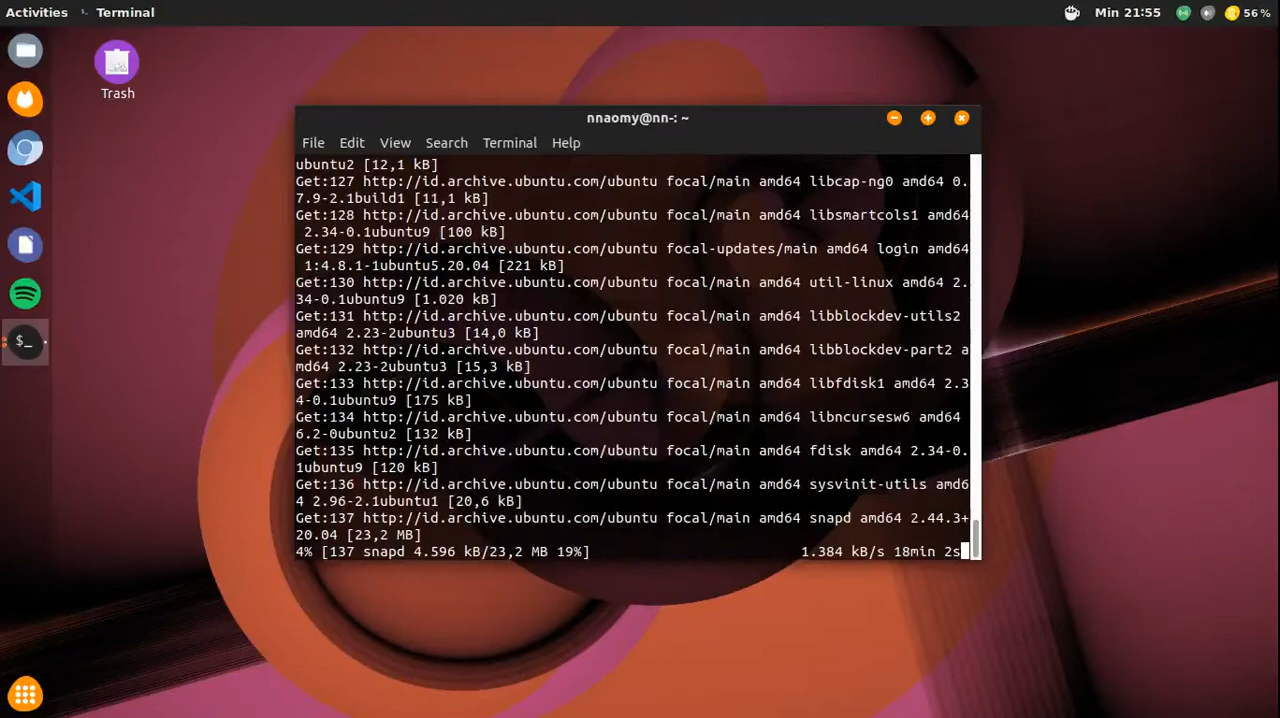 Activities
Terminal
Min 21:55
56 %
Trash
nnaomy@nn-: ~
File Edit View Search Terminal Help
ubuntu2 [12,1 kB]
Get:127 http://id.archive.ubuntu.com/ubuntu focal/main amd64 libcap-ng0 amd64 0.
7.9-2.1build1 [11,1 kB]
Get:128 http://id.archive.ubuntu.com/ubuntu focal/main amd64 libsmartcols1 amd64
2.34-0.1ubuntu9 [100 kB]
Get:129 http://id.archive.ubuntu.com/ubuntu focal-updates/main amd64 login amd64
1:4.8.1-1ubuntu5.20.04 [221 kB]
Get:130 http://id.archive.ubuntu.com/ubuntu focal/main amd64 util-linux amd64 2.
34-0.1ubuntu9 [1.020 kB]
Get:131 http://id.archive.ubuntu.com/ubuntu focal/main amd64 libblockdev-utils2
amd64 2.23-2ubuntu3 [14,0 kB]
Get:132 http://id.archive.ubuntu.com/ubuntu focal/main amd64 libblockdev-part2 a
md64 2.23-2ubuntu3 [15,3 kB]
Get:133 http://id.archive.ubuntu.com/ubuntu focal/main amd64 libfdisk1 amd64 2.3
4-0.1ubuntu9 [175 kB]
Get:134 http://id.archive.ubuntu.com/ubuntu focal/main amd64 libncursesw6 amd64
6.2-0ubuntu2 [132 kB]
Get:135 http://id.archive.ubuntu.com/ubuntu focal/main amd64 fdisk amd64 2.34-0.
1ubuntu9 [120 kB]
Get:136 http://id.archive.ubuntu.com/ubuntu focal/main amd64 sysvinit-utils amd6
4 2.96-2.1ubuntu1 [20,6 kB]
Get:137 http://id.archive.ubuntu.com/ubuntu focal/main amd64 snapd amd64 2.44.3+
20.04 [23,2 MB]
4% [137 snapd 4.596 kB/23,2 MB 19%] 1.384 kB/s 18min 2s
$_